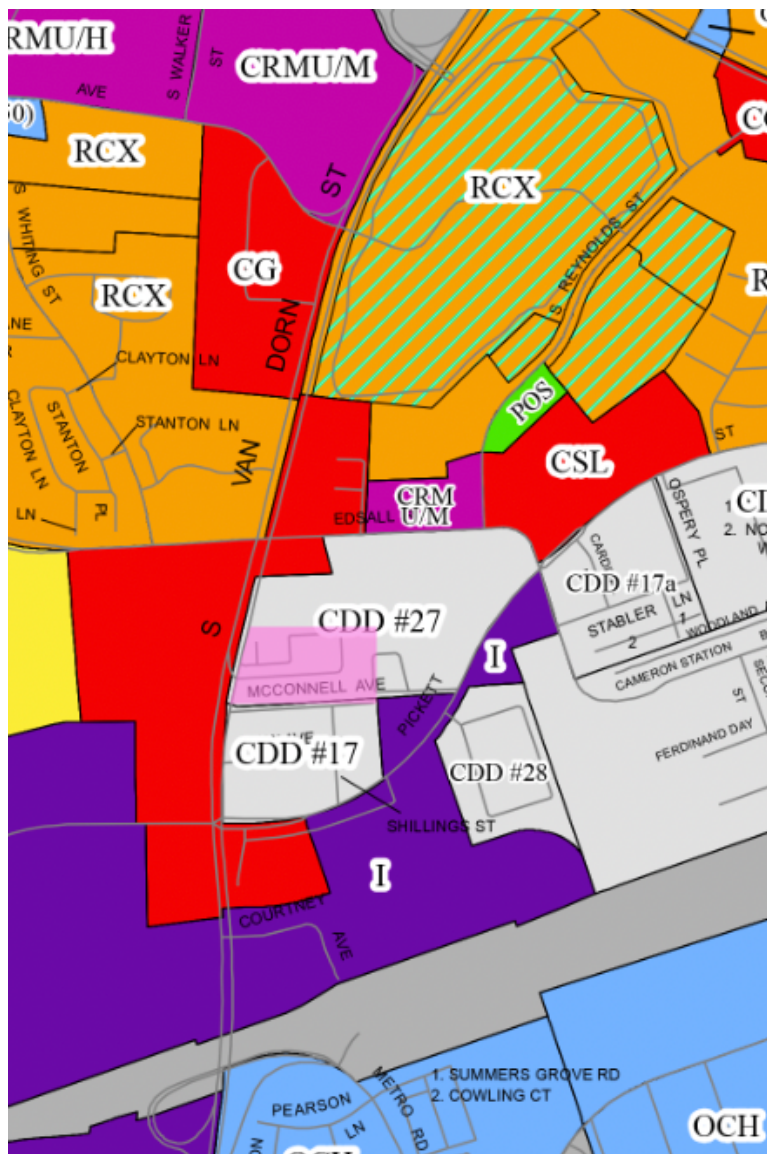 RMU/H
S WALKER
ST
CRMU/M
AVE
RCX
RCX
ST
CG
S WHITING ST
RCX
S REYNOLDS ST
DORN
CLAYTON LN
STANTON
CLAYTON LN
STANTON LN
VAN
POS
CSL
ST
PL
LN
CRM
U/M
EDSALL
OSPERY PL
CDD #17a
STABLER
LN
1
2
WOODLAND
CDD #27
S
I
CAMERON STATION
MCCONNELL AVE
PICKETT
ST
FERDINAND DAY
CDD #17
CDD #28
SHILLINGS ST
I
COURTNEY
AVE
1. SUMMERS GROVE RD
2. COWLING CT
METRO RD
PEARSON
LN
OCH
OCH